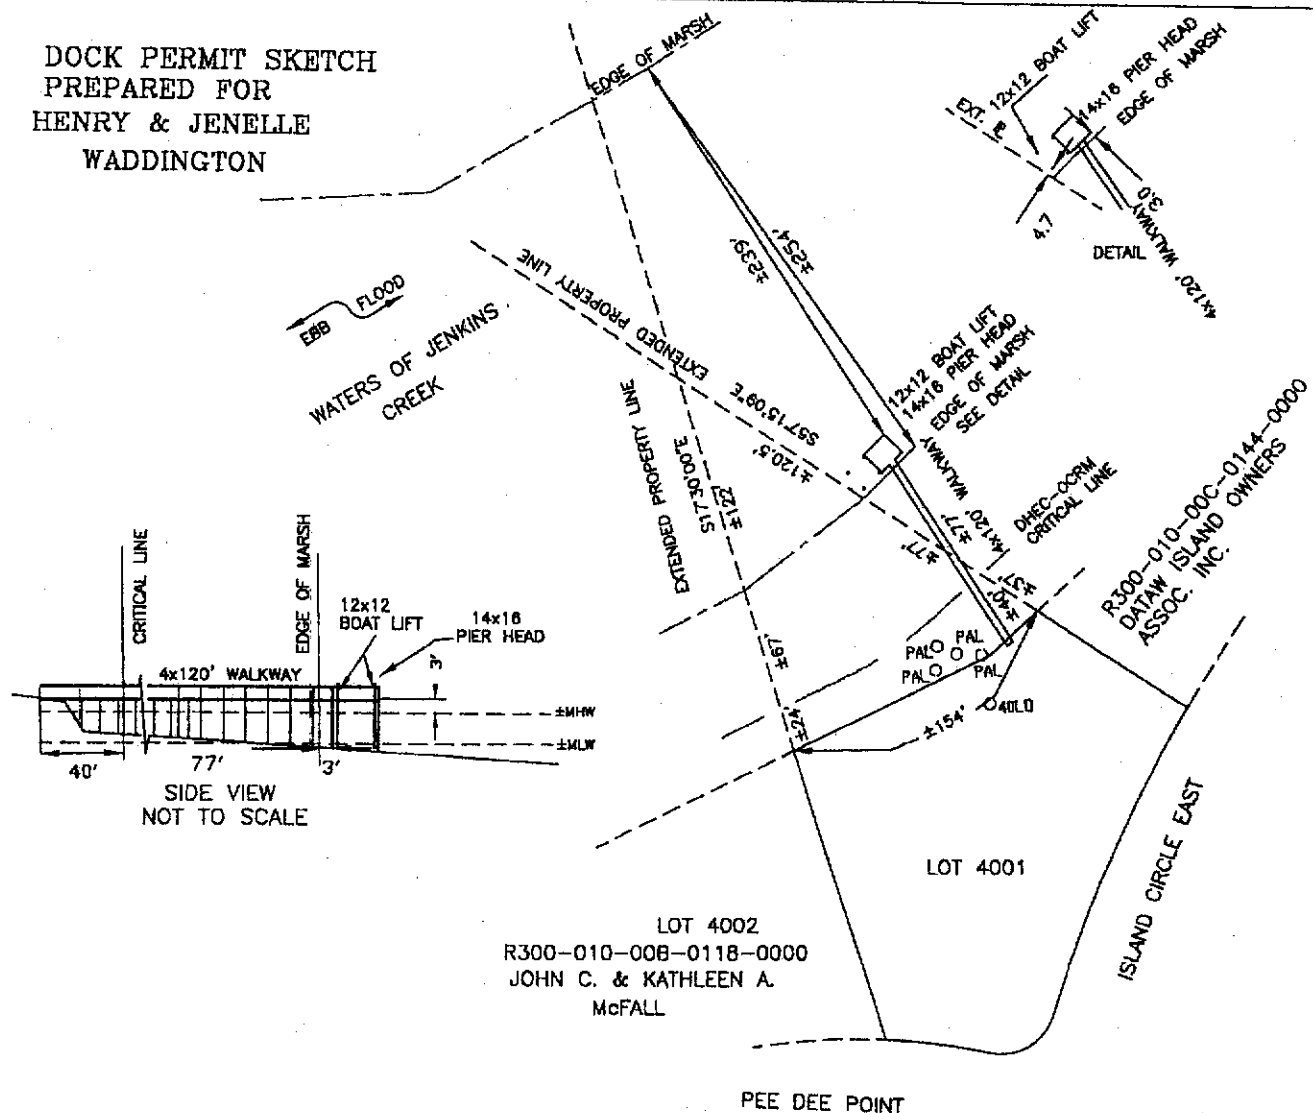 DOCK PERMIT SKETCH
PREPARED FOR
HENRY & JENELLE
WADDINGTON
EDGE OF MARSH
EXT. PL
12x12 BOAT LIFT
14x16 PIER HEAD
EDGE OF MARSH
4.7
3.0
4x120' WALKWAY
DETAIL
±239'
±254'
EBB
FLOOD
WATERS OF JENKINS
CREEK
EXTENDED PROPERTY LINE
S57°15'09"E
±120.5'
EXTENDED PROPERTY LINE
S17°30'00"E
±122'
12x12 BOAT LIFT
14x16 PIER HEAD
EDGE OF MARSH
SEE DETAIL
4x120' WALKWAY
±77'
±77'
DHEC-OCRM
CRITICAL LINE
±37'
±40'
R300-010-00C-0144-0000
DATAW ISLAND OWNERS
ASSOC. INC.
±67'
±24'
PAL
PAL
PAL
PAL
40LO
±154'
CRITICAL LINE
EDGE OF MARSH
12x12
BOAT LIFT
14x16
PIER HEAD
4x120' WALKWAY
3'
±MHW
±MLW
40'
77'
3'
SIDE VIEW
NOT TO SCALE
LOT 4001
ISLAND CIRCLE EAST
LOT 4002
R300-010-00B-0118-0000
JOHN C. & KATHLEEN A.
McFALL
PEE DEE POINT